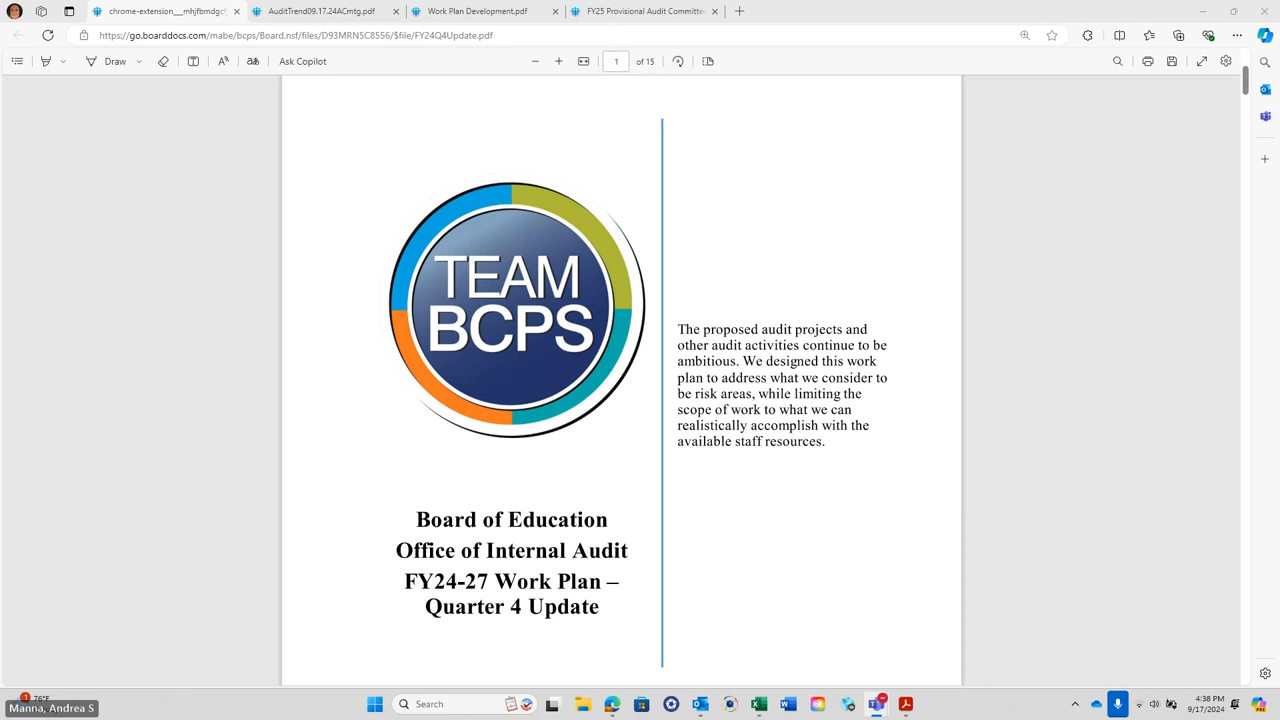 chrome-extension___mhjfbmdgc
AuditTrend09.17.24ACmtg.pdf
Work Plan Development.pdf
FY25 Provisional Audit Committe
https://go.boarddocs.com/mabe/bcps/Board.nsf/files/D93MRN5C8556/$file/FY24Q4Update.pdf
Draw
Ask Copilot
1
of 15
TEAM
BCPS
The proposed audit projects and
other audit activities continue to be
ambitious. We designed this work
plan to address what we consider to
be risk areas, while limiting the
scope of work to what we can
realistically accomplish with the
available staff resources.
Board of Education
Office of Internal Audit
FY24-27 Work Plan –
Quarter 4 Update
1
76°F
Manna, Andrea S
Search
4:38 PM
9/17/2024